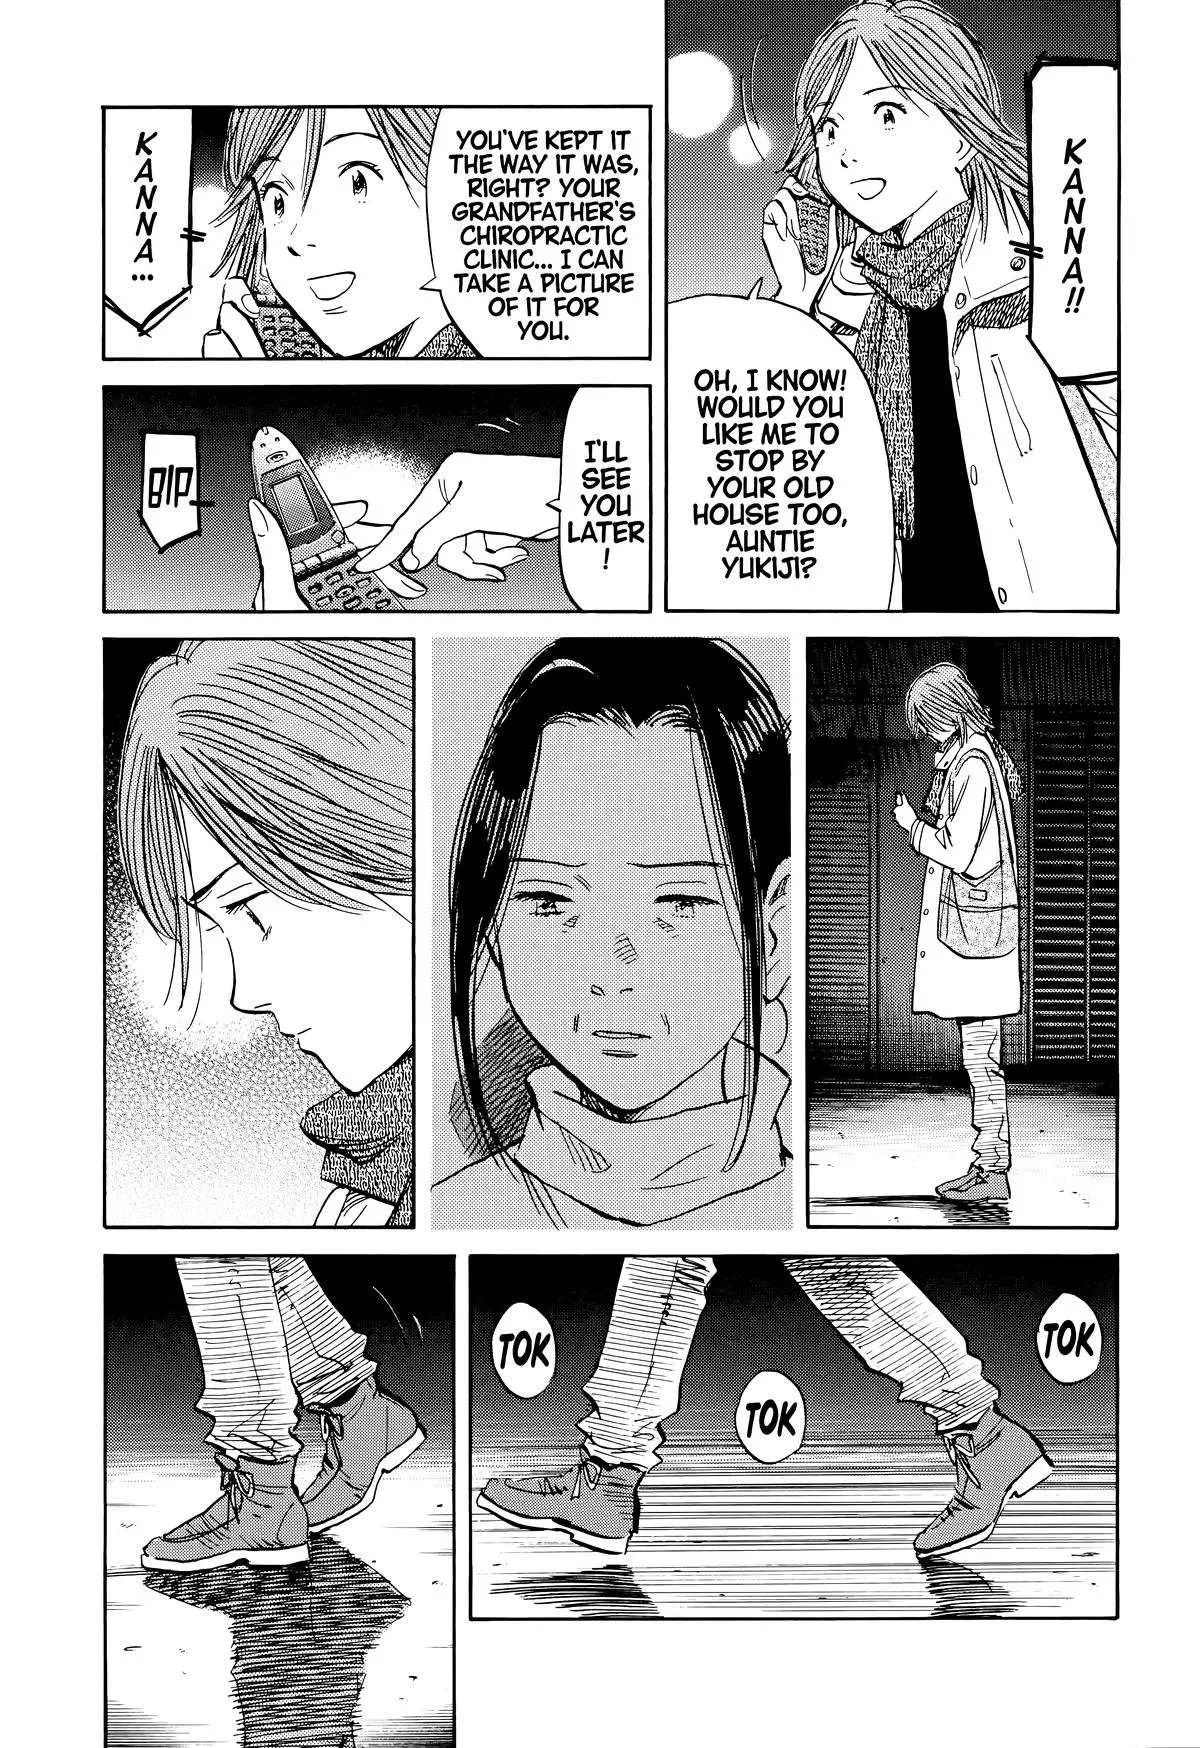 KANNA!!
OH, I KNOW!
WOULD YOU
LIKE ME TO
STOP BY
YOUR OLD
HOUSE TOO,
AUNTIE
YUKIJI?
YOU'VE KEPT IT
THE WAY IT WAS,
RIGHT? YOUR
GRANDFATHER'S
CHIROPRACTIC
CLINIC... I CAN
TAKE A PICTURE
OF IT FOR
YOU.
KANNA...
I'LL
SEE
YOU
LATER
!
BIP
TOK
TOK
TOK